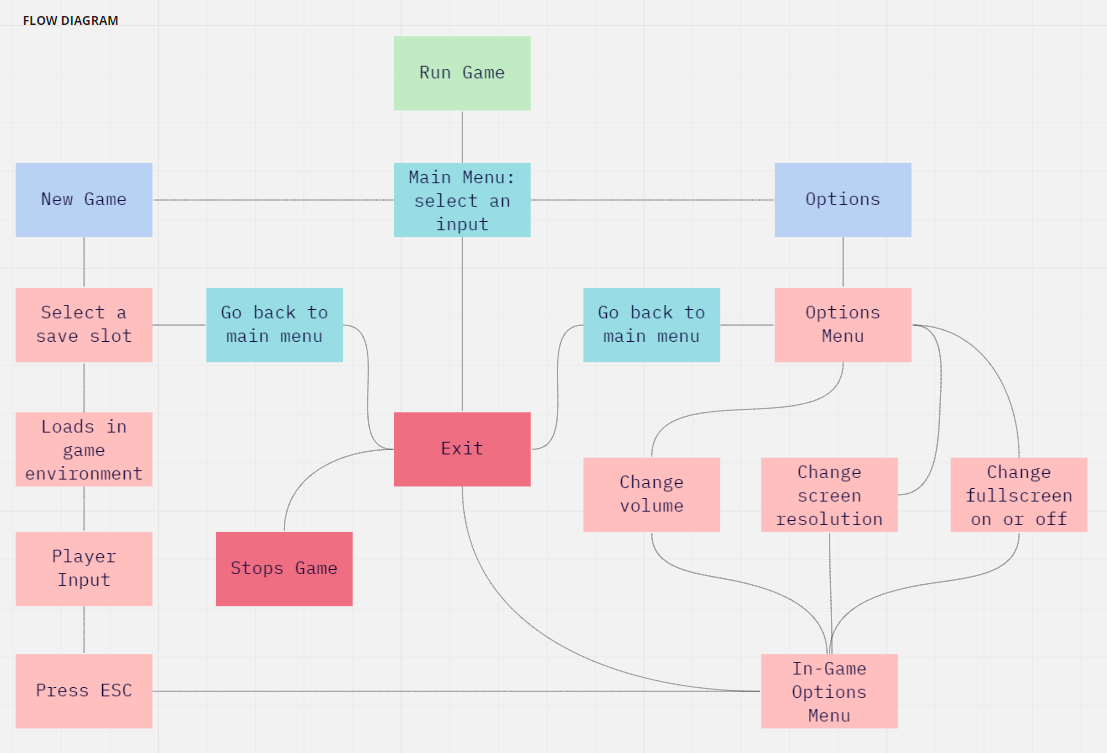 FLOW DIAGRAM
Run Game
New Game
Main Menu:
select an
input
Options
Select a
save slot
Go back to
main menu
Go back to
main menu
Options
Menu
Loads in
game
environment
Exit
Change
volume
Change
screen
resolution
Change
fullscreen
on or off
Player
Input
Stops Game
Press ESC
In-Game
Options
Menu